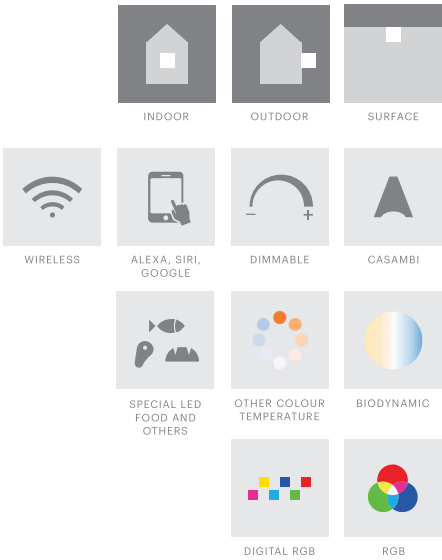 INDOOR
OUTDOOR
SURFACE
WIRELESS
ALEXA, SIRI,
GOOGLE
DIMMABLE
CASAMBI
SPECIAL LED
FOOD AND
OTHERS
OTHER COLOUR
TEMPERATURE
BIODYNAMIC
DIGITAL RGB
RGB